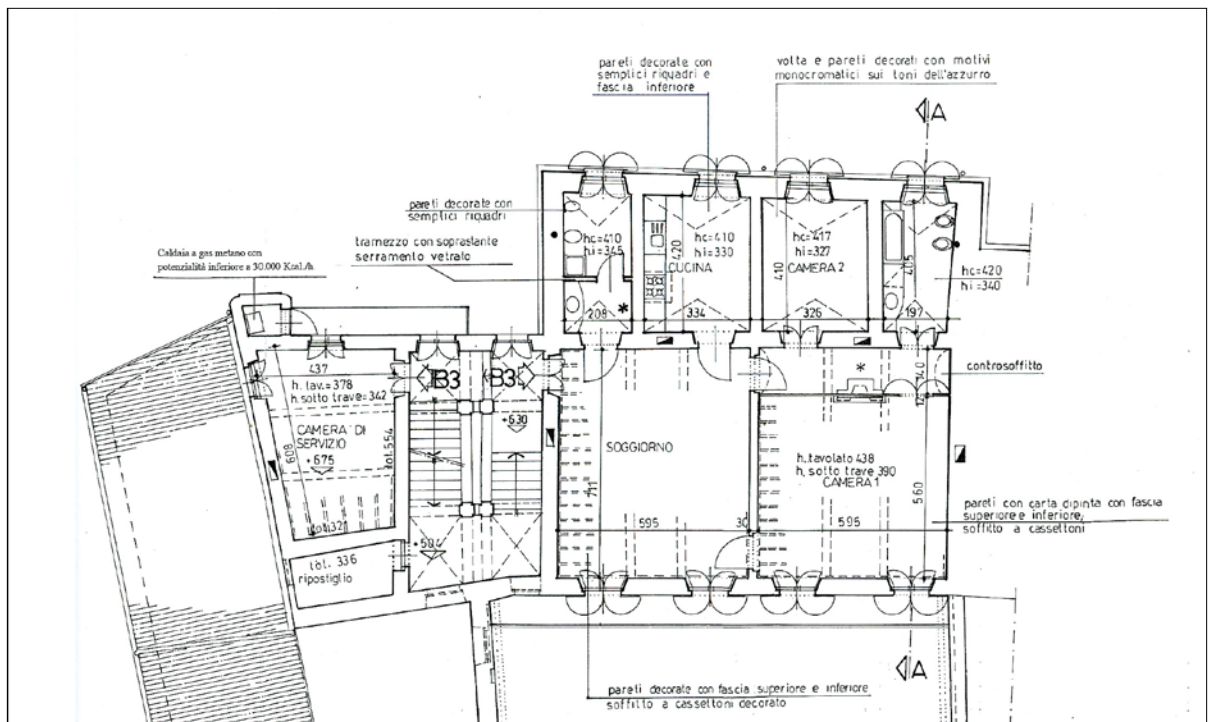 pareti decorate con
semplici riquadri e
fascia inferiore
volta e pareti decorati con motivi
monocromatici sui toni dell'azzurro
A
pareti decorate con
semplici riquadri
tramezzo con soprastante
serramento vetrato
Caldaia a gas metano con
potenzialità inferiore a 30.000 Kcal./h.
hc=410
hi=345
hc=410
hi=330
420
CUCINA
hc=417
hi=327
410
CAMERA 2
405
hc=420
hi=340
208
*
334
326
197
437
h. tav.=378
h. sotto trave=342
CAMERA DI
SERVIZIO
+675
608
tot.554
tot.321
B3
B3
+630
+504
tot. 336
ripostiglio
SOGGIORNO
711
595
30
*
controsoffitto
140
12
h. tavolato 438
h. sotto trave 390
CAMERA 1
560
595
pareti con carta dipinta con fascia
superiore e inferiore,
soffitto a cassettoni
A
pareti decorate con fascia superiore e inferiore
soffitto a cassettoni decorato